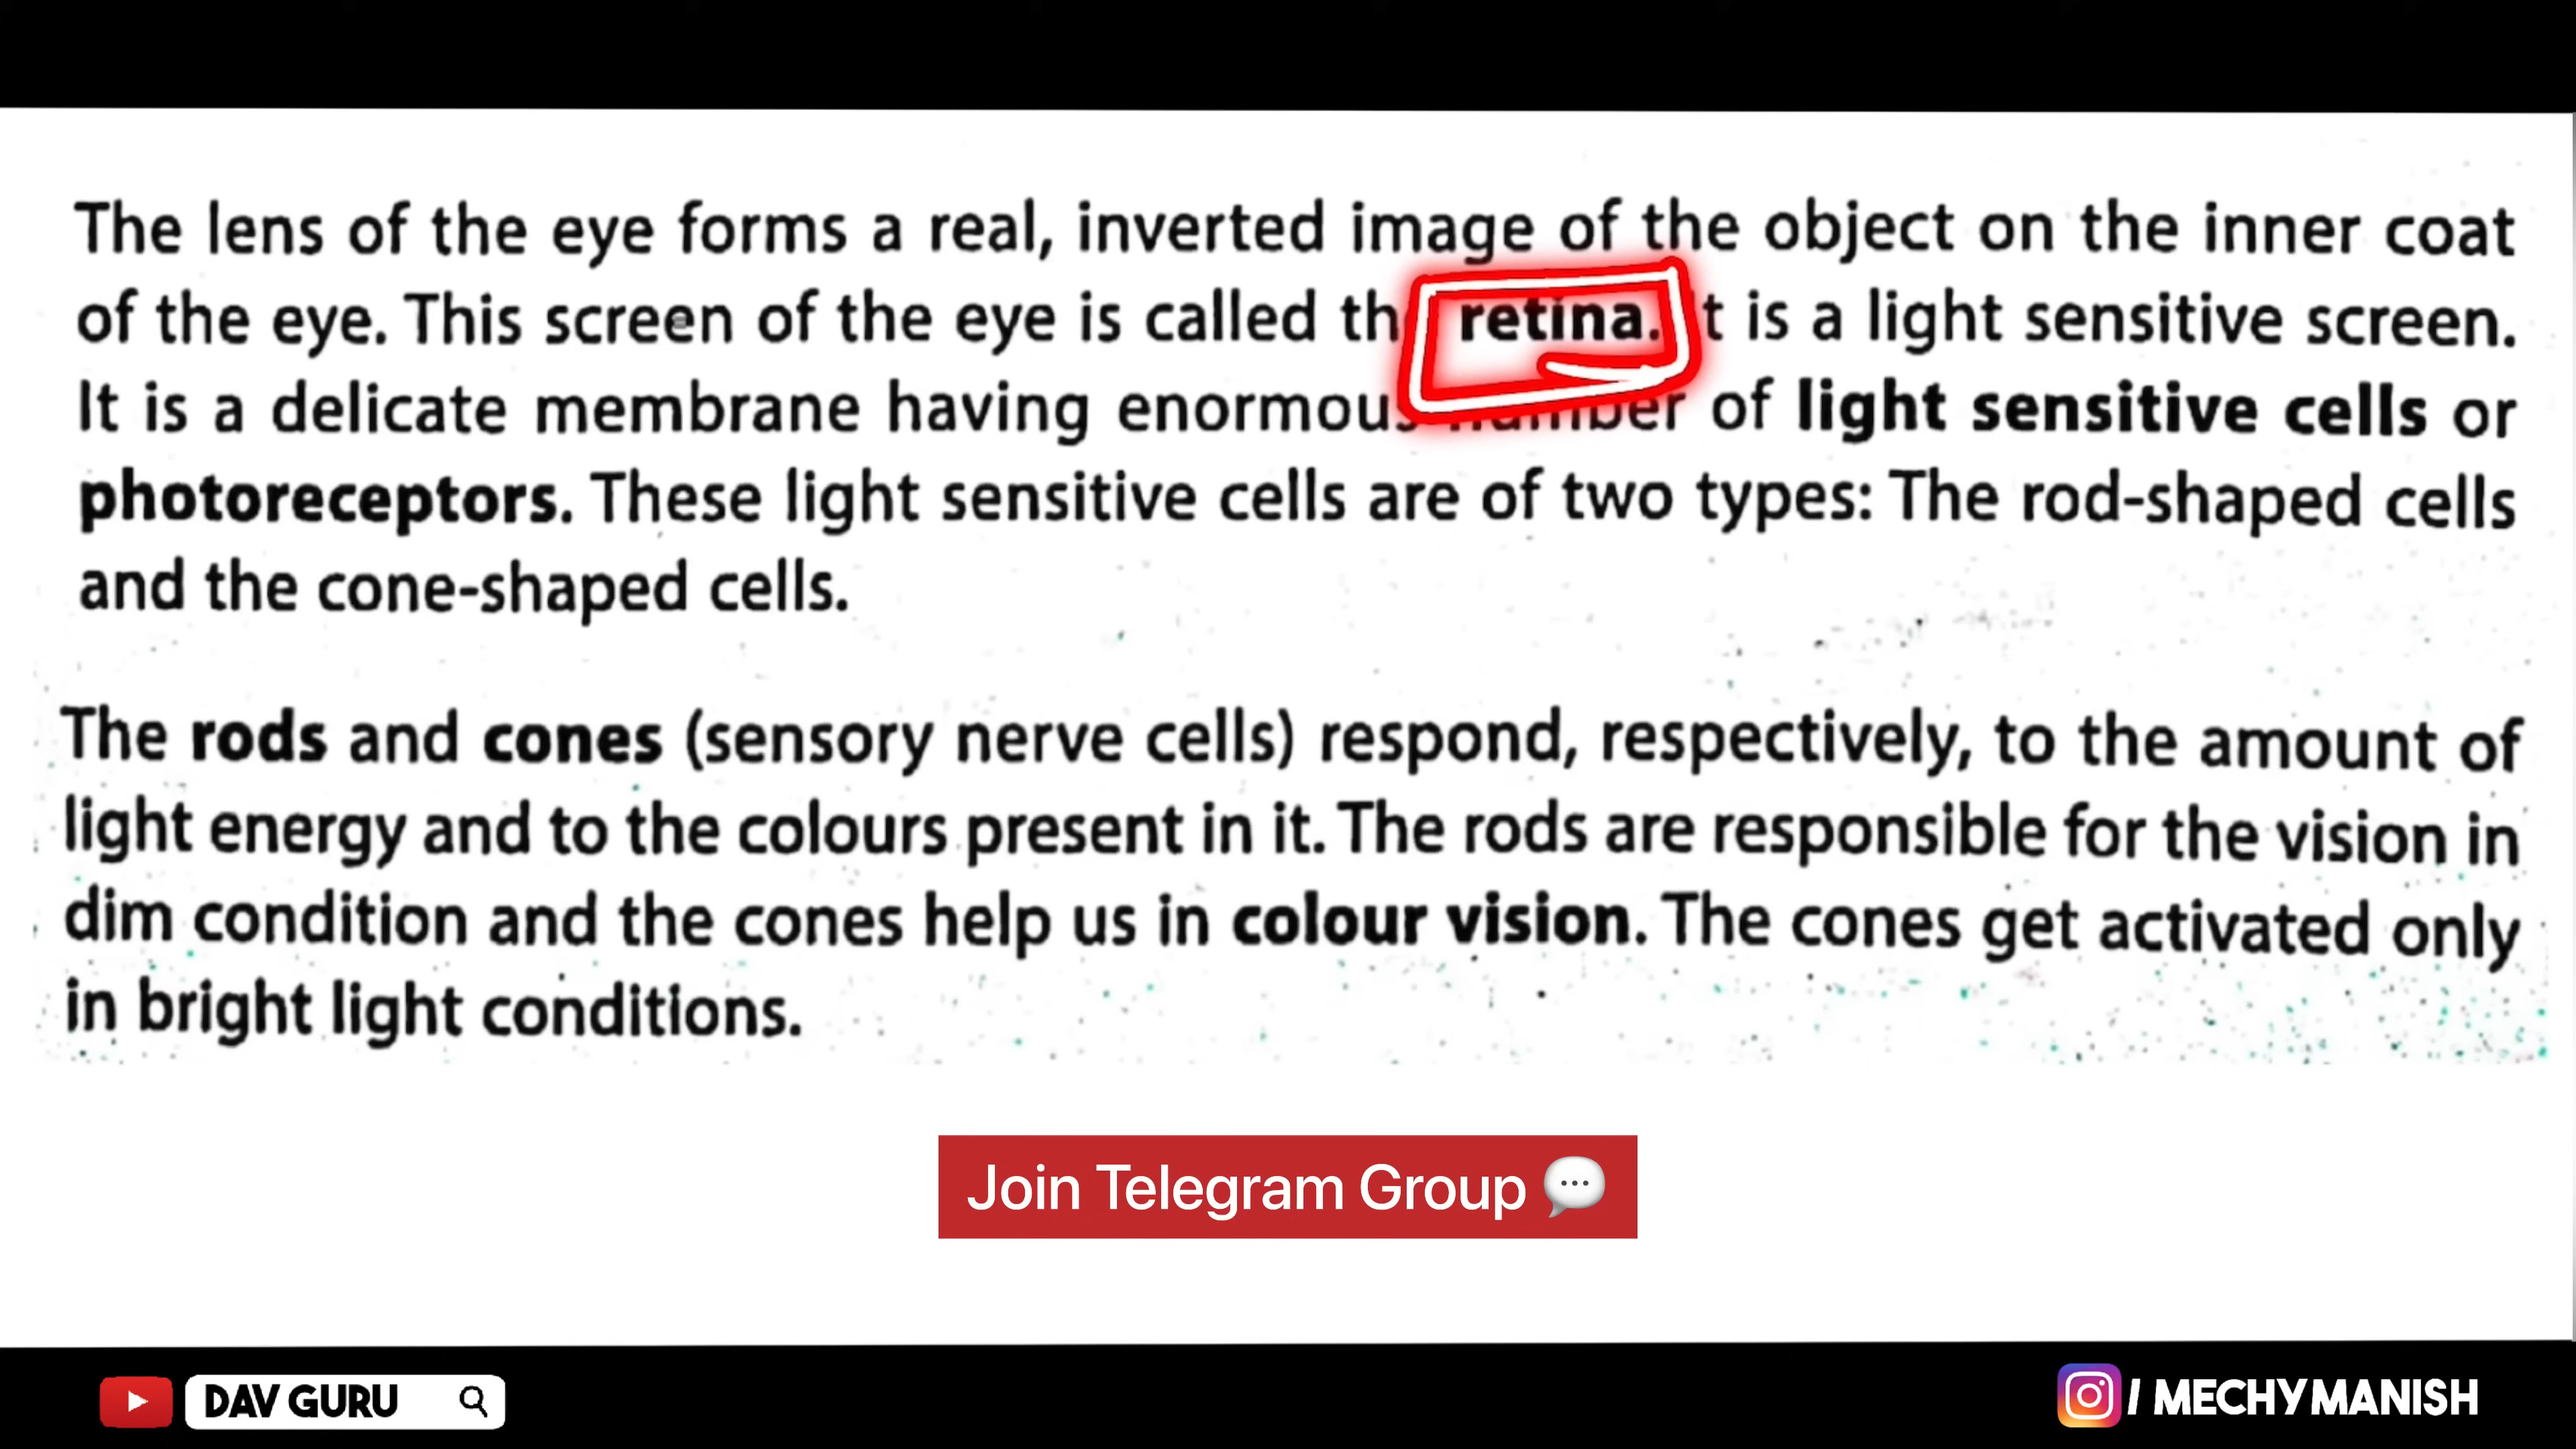 The lens of the eye forms a real, inverted image of the object on the inner coat
of the eye. This screen of the eye is called th retina. t is a light sensitive screen.
It is a delicate membrane having enormous number of light sensitive cells or
photoreceptors. These light sensitive cells are of two types: The rod-shaped cells
and the cone-shaped cells.
The rods and cones (sensory nerve cells) respond, respectively, to the amount of
light energy and to the colours present in it. The rods are responsible for the vision in
dim condition and the cones help us in colour vision. The cones get activated only
in bright light conditions.
Join Telegram Group 💬
DAV GURU
/ MECHYMANISH